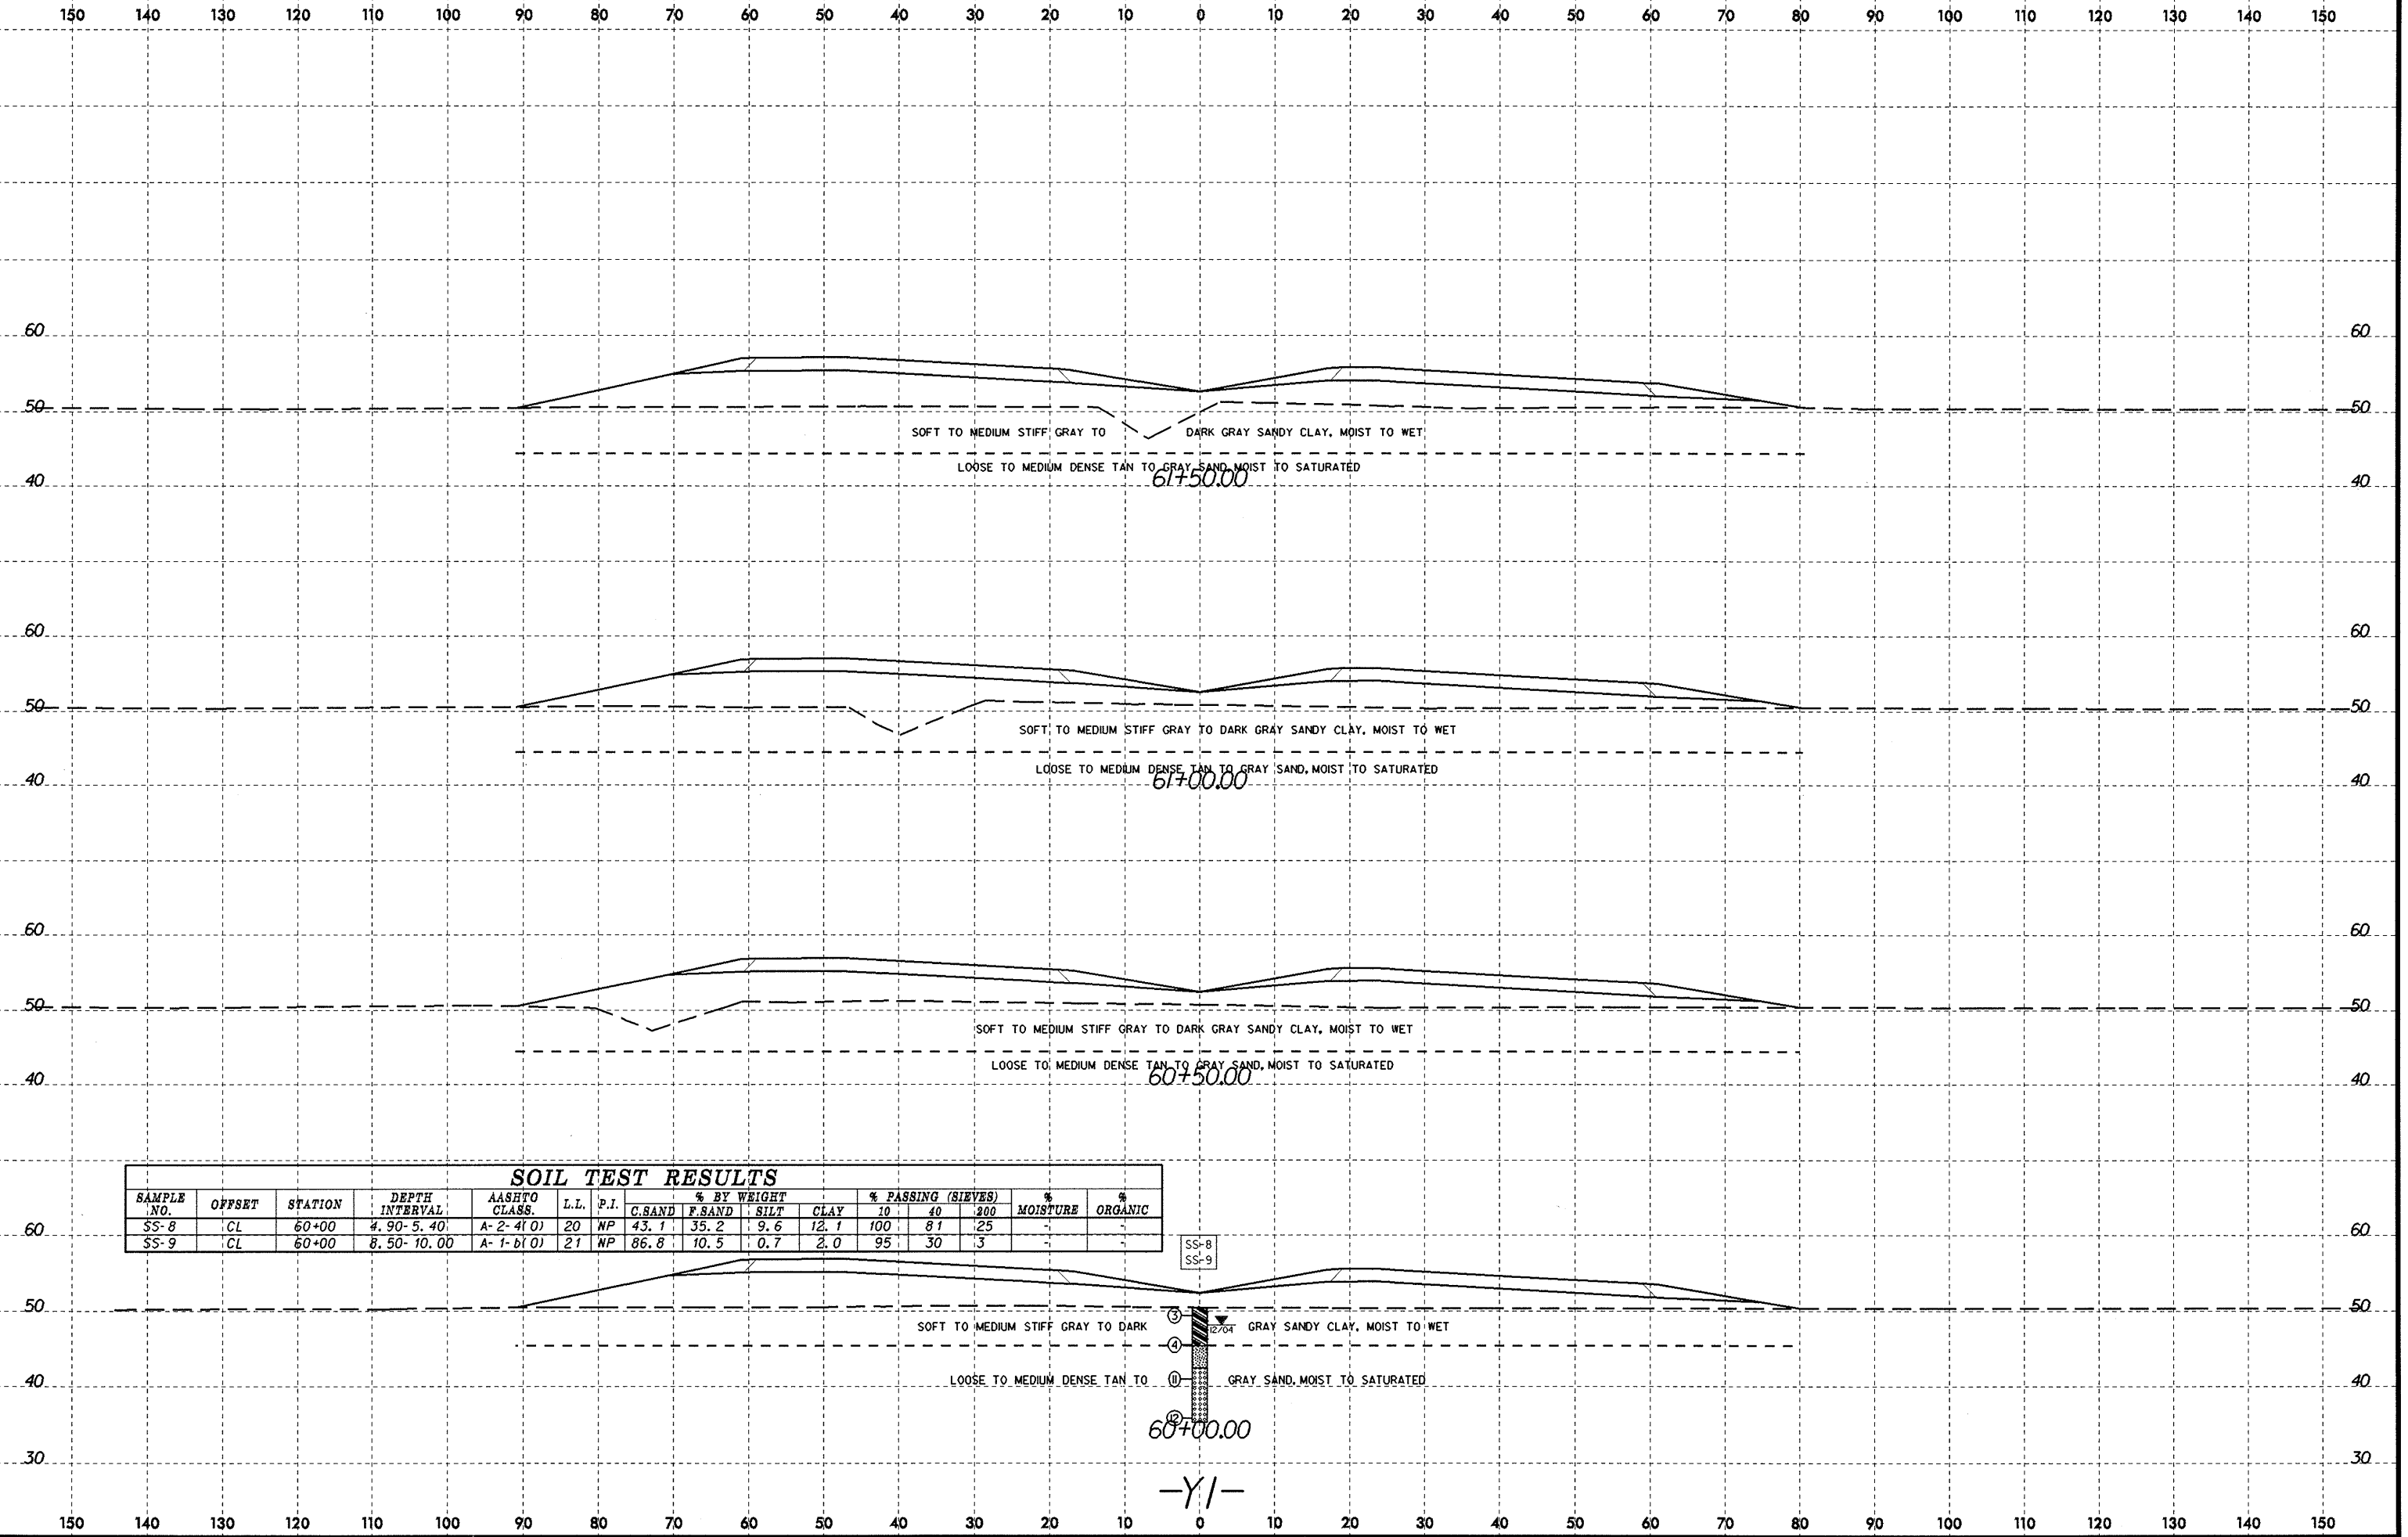 150 140 130 120 110 100 90 80 70 60 50 40 30 20 10 0 10 20 30 40 50 60 70 80 90 100 110 120 130 140 150
60 60
50 50
SOFT TO MEDIUM STIFF GRAY TO DARK GRAY SANDY CLAY, MOIST TO WET
LOOSE TO MEDIUM DENSE TAN TO GRAY SAND, MOIST TO SATURATED
61+50.00
40 40
60 60
50 50
SOFT TO MEDIUM STIFF GRAY TO DARK GRAY SANDY CLAY, MOIST TO WET
LOOSE TO MEDIUM DENSE TAN TO GRAY SAND, MOIST TO SATURATED
61+00.00
40 40
60 60
50 50
SOFT TO MEDIUM STIFF GRAY TO DARK GRAY SANDY CLAY, MOIST TO WET
LOOSE TO MEDIUM DENSE TAN TO GRAY SAND, MOIST TO SATURATED
60+50.00
40 40
SOIL TEST RESULTS
SAMPLE NO. OFFSET STATION DEPTH INTERVAL AASHTO CLASS. L.L. P.I. % BY WEIGHT C.SAND F.SAND SILT CLAY % PASSING (SIEVES) 10 40 200 % MOISTURE % ORGANIC
SS-8 CL 60+00 4.90-5.40 A-2-4(0) 20 NP 43.1 35.2 9.6 12.1 100 81 25 - -
SS-9 CL 60+00 8.50-10.00 A-1-b(0) 21 NP 86.8 10.5 0.7 2.0 95 30 3 - -
60 60
SS-8
SS-9
50 50
3
SOFT TO MEDIUM STIFF GRAY TO DARK GRAY SANDY CLAY, MOIST TO WET
12/04
4
40 40
LOOSE TO MEDIUM DENSE TAN TO GRAY SAND, MOIST TO SATURATED
11
12
60+00.00
30 30
-Y1-
150 140 130 120 110 100 90 80 70 60 50 40 30 20 10 0 10 20 30 40 50 60 70 80 90 100 110 120 130 140 150